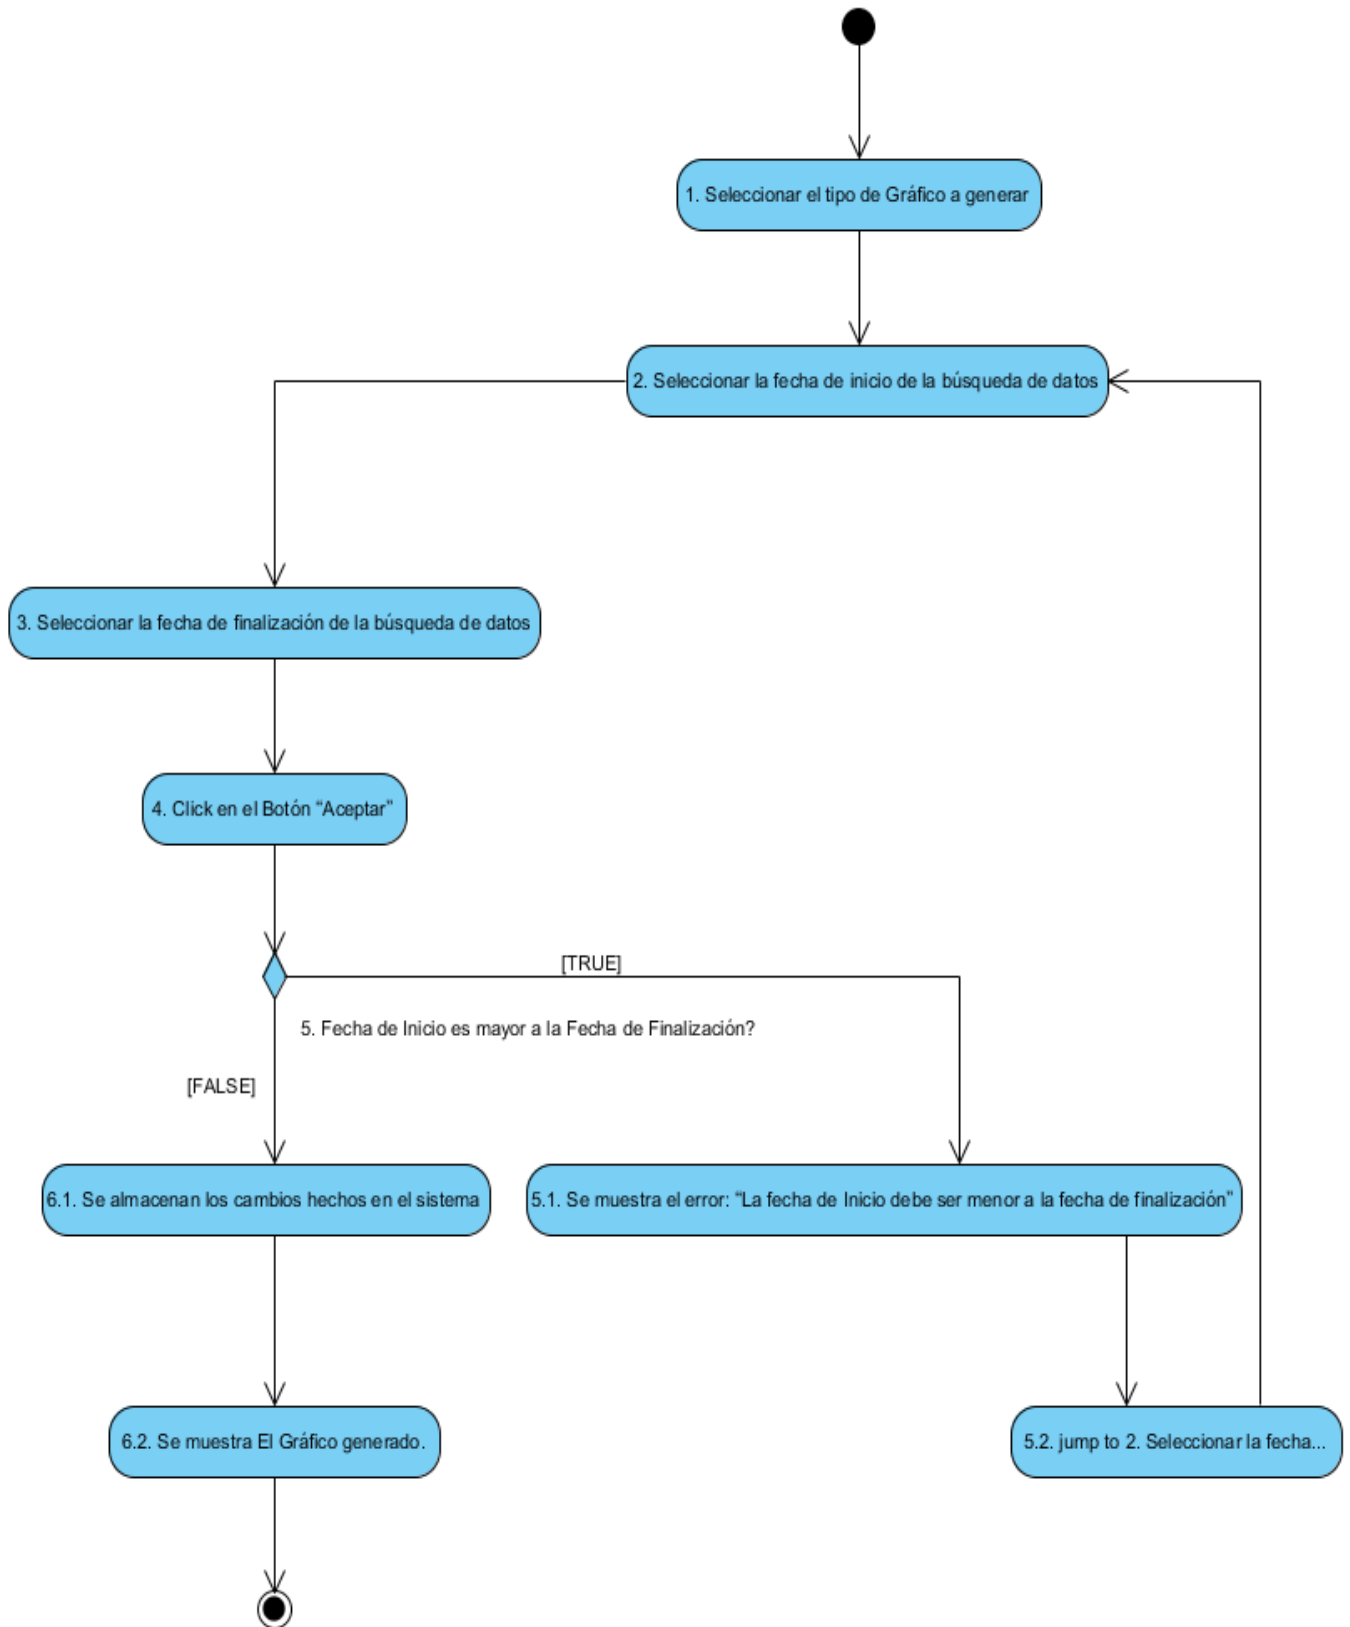 1. Seleccionar el tipo de Gráfico a generar
2. Seleccionar la fecha de inicio de la búsqueda de datos
3. Seleccionar la fecha de finalización de la búsqueda de datos
4. Click en el Botón “Aceptar”
[TRUE]
5. Fecha de Inicio es mayor a la Fecha de Finalización?
[FALSE]
6.1. Se almacenan los cambios hechos en el sistema
5.1. Se muestra el error: “La fecha de Inicio debe ser menor a la fecha de finalización”
6.2. Se muestra El Gráfico generado.
5.2. jump to 2. Seleccionar la fecha...